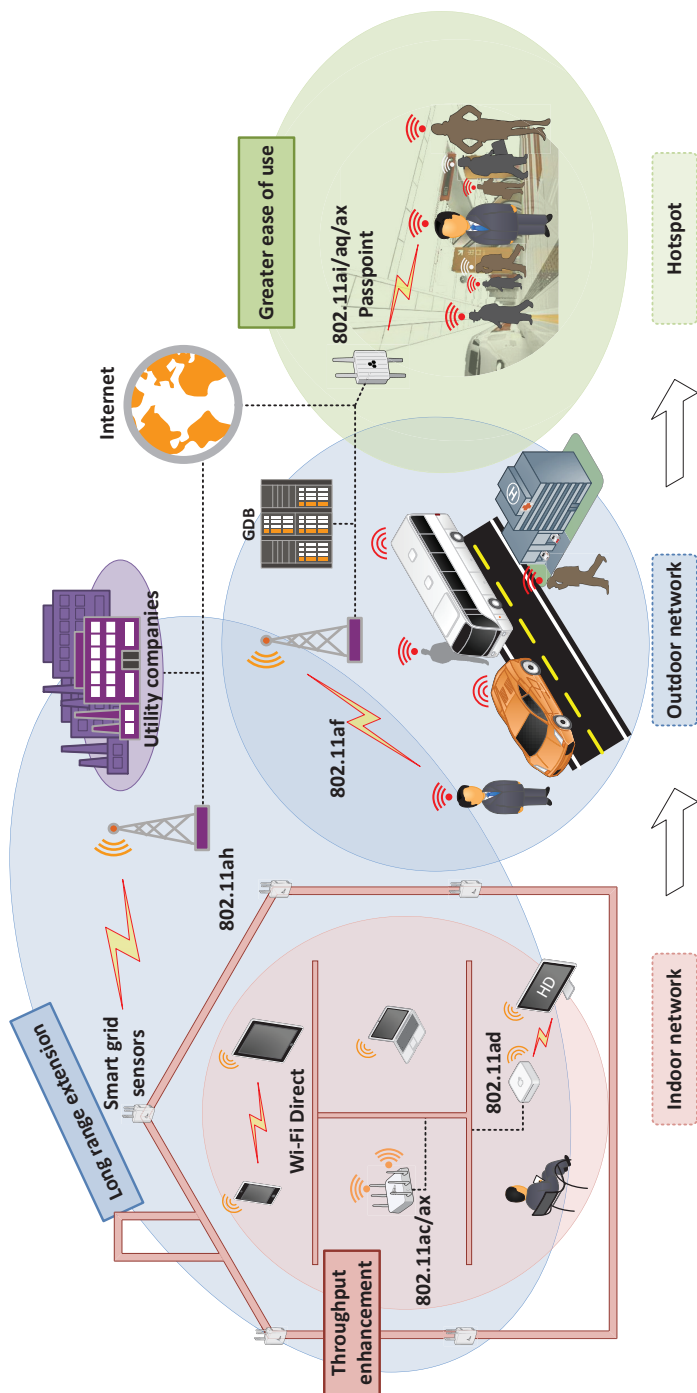 Long range extension
Smart grid
sensors
802.11ah
Utility companies
Internet
Throughput
enhancement
Wi-Fi Direct
802.11ac/ax
802.11ad
HD
802.11af
GDB
H
Greater ease of use
802.11ai/aq/ax
Passpoint
Indoor network
Outdoor network
Hotspot